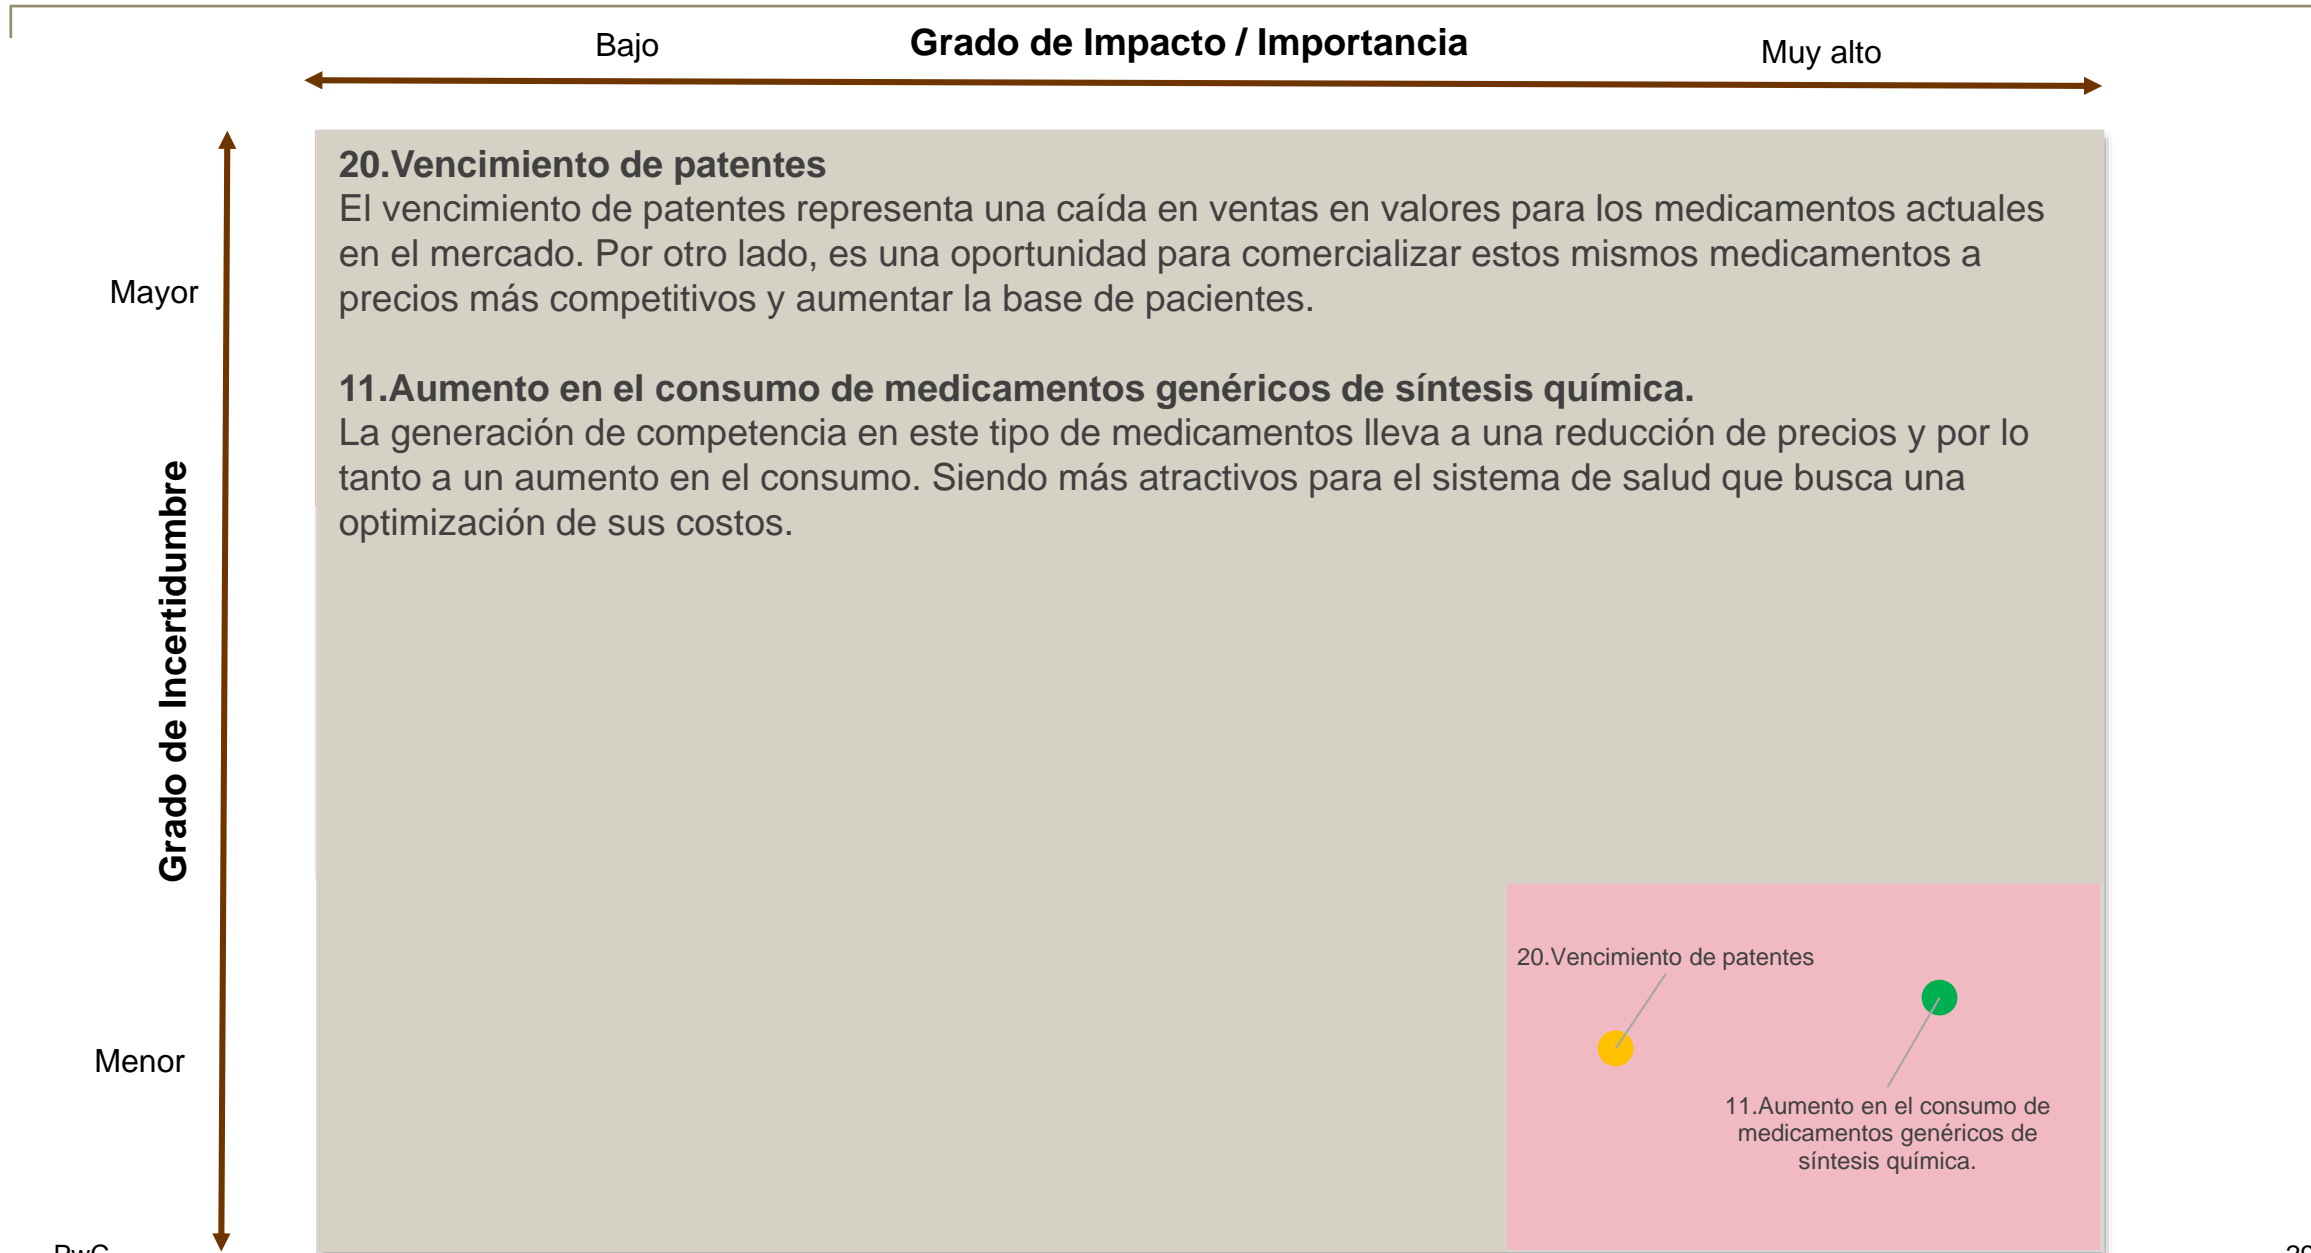 Bajo
Grado de Impacto / Importancia
Muy alto
20.Vencimiento de patentes
El vencimiento de patentes representa una caída en ventas en valores para los medicamentos actuales
en el mercado. Por otro lado, es una oportunidad para comercializar estos mismos medicamentos a
precios más competitivos y aumentar la base de pacientes.
Mayor
11.Aumento en el consumo de medicamentos genéricos de síntesis química.
La generación de competencia en este tipo de medicamentos lleva a una reducción de precios y por lo
tanto a un aumento en el consumo. Siendo más atractivos para el sistema de salud que busca una
optimización de sus costos.
Grado de Incertidumbre
Menor
20.Vencimiento de patentes
11.Aumento en el consumo de
medicamentos genéricos de
síntesis química.
PwC